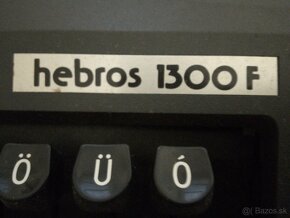 hebros 1300 F
Ö Ü Ó
bazos.sk